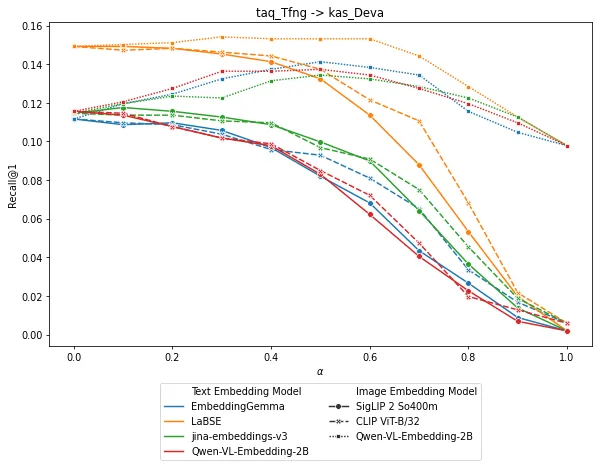 taq_Tfng -> kas_Deva
0.16
0.14
0.12
0.10
0.08
0.06
0.04
0.02
0.00
Recall@1
0.0 0.2 0.4 0.6 0.8 1.0
α
Text Embedding Model
EmbeddingGemma
LaBSE
jina-embeddings-v3
Qwen-VL-Embedding-2B
Image Embedding Model
SigLIP 2 So400m
CLIP ViT-B/32
Qwen-VL-Embedding-2B